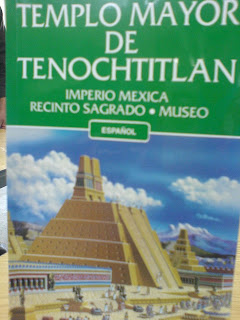 TEMPLO MAYOR
DE
TENOCHTITLAN
IMPERIO MEXICA
RECINTO SAGRADO • MUSEO
ESPAÑOL